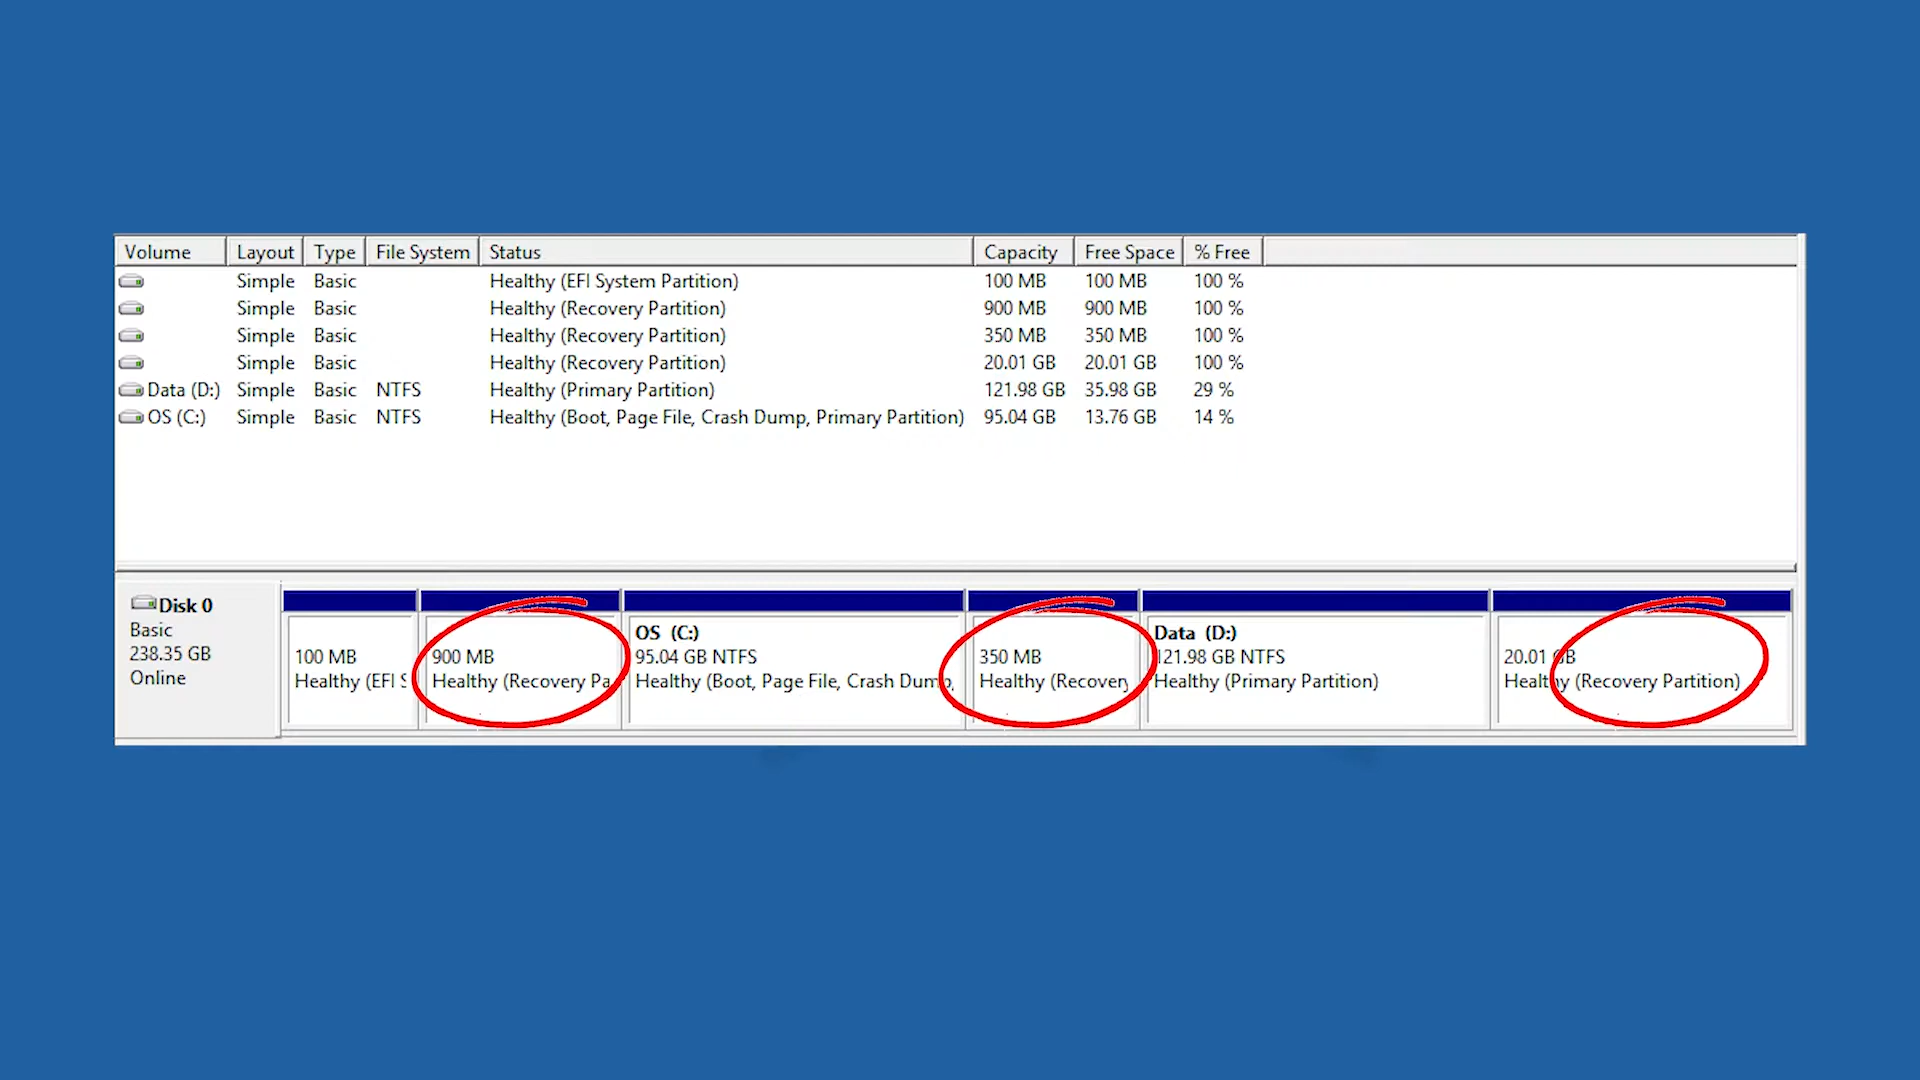 Volume Layout Type File System Status Capacity Free Space % Free
Simple Basic Healthy (EFI System Partition) 100 MB 100 MB 100 %
Simple Basic Healthy (Recovery Partition) 900 MB 900 MB 100 %
Simple Basic Healthy (Recovery Partition) 350 MB 350 MB 100 %
Simple Basic Healthy (Recovery Partition) 20.01 GB 20.01 GB 100 %
Data (D:) Simple Basic NTFS Healthy (Primary Partition) 121.98 GB 35.98 GB 29 %
OS (C:) Simple Basic NTFS Healthy (Boot, Page File, Crash Dump, Primary Partition) 95.04 GB 13.76 GB 14 %
Disk 0
Basic
238.35 GB
Online
100 MB
Healthy (EFI S
900 MB
Healthy (Recovery Pa
OS (C:)
95.04 GB NTFS
Healthy (Boot, Page File, Crash Dump,
350 MB
Healthy (Recovery
Data (D:)
121.98 GB NTFS
Healthy (Primary Partition)
20.01 GB
Healthy (Recovery Partition)